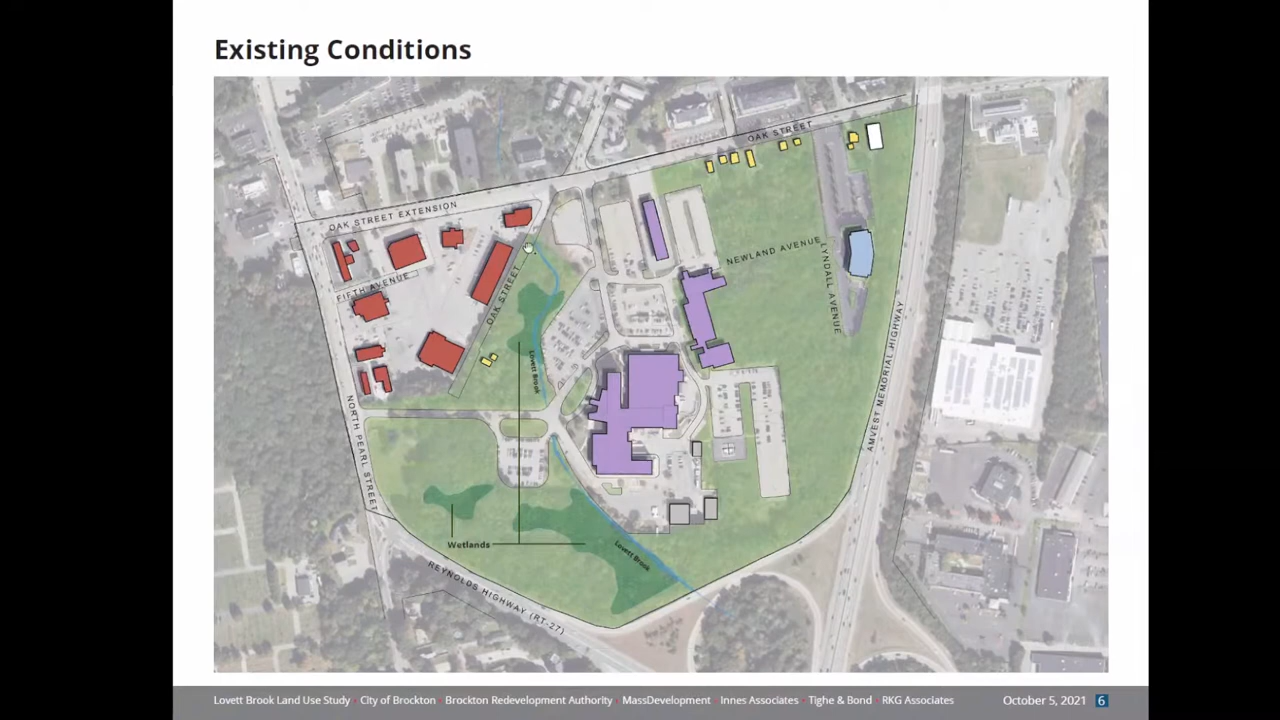 Existing Conditions
OAK STREET
OAK STREET EXTENSION
NEWLAND AVENUE
FIFTH AVENUE
OAK STREET
LYNDALL AVENUE
Lovett Brook
AMVEST MEMORIAL HIGHWAY
NORTH PEARL STREET
Wetlands
Lovett Brook
REYNOLDS HIGHWAY (RT-27)
Lovett Brook Land Use Study • City of Brockton • Brockton Redevelopment Authority • MassDevelopment • Innes Associates • Tighe & Bond • RKG Associates October 5, 2021 6